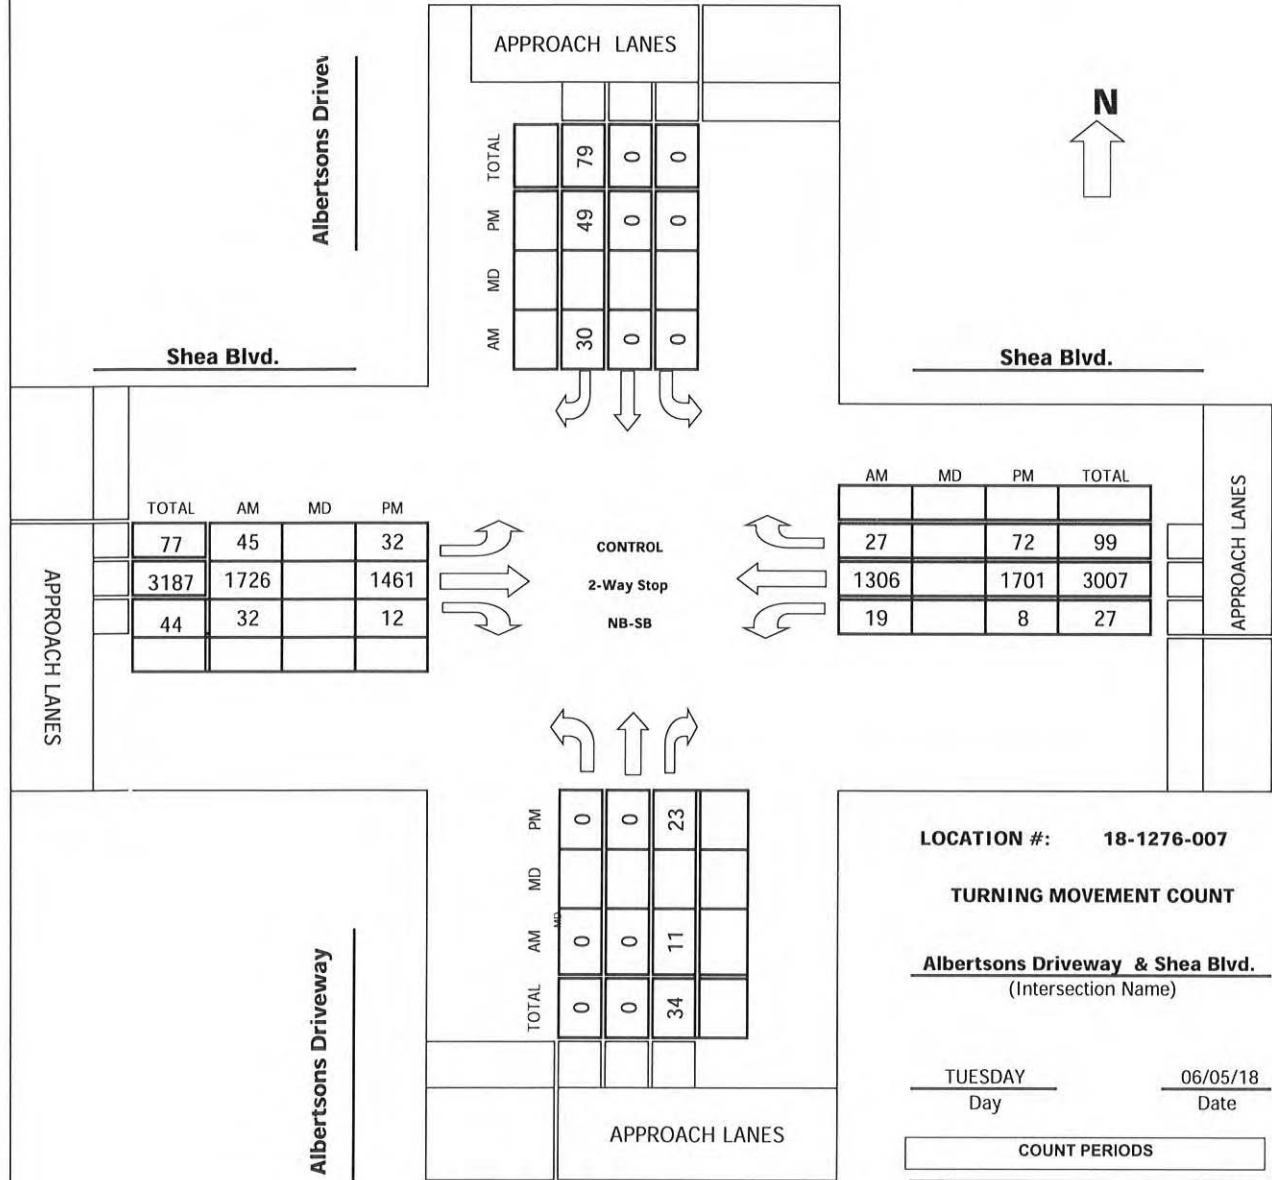 APPROACH LANES
Albertsons Drivew
N
TOTAL 79 0 0
PM 49 0 0
MD
AM 30 0 0
Shea Blvd.
Shea Blvd.
TOTAL AM MD PM
77 45 32
3187 1726 1461
44 32 12
APPROACH LANES
CONTROL
2-Way Stop
NB-SB
AM MD PM TOTAL
27 72 99
1306 1701 3007
19 8 27
APPROACH LANES
PM 0 0 23
MD
MD
AM 0 0 11
TOTAL 0 0 34
APPROACH LANES
Albertsons Driveway
LOCATION #: 18-1276-007
TURNING MOVEMENT COUNT
Albertsons Driveway & Shea Blvd.
(Intersection Name)
TUESDAY 06/05/18
Day Date
COUNT PERIODS